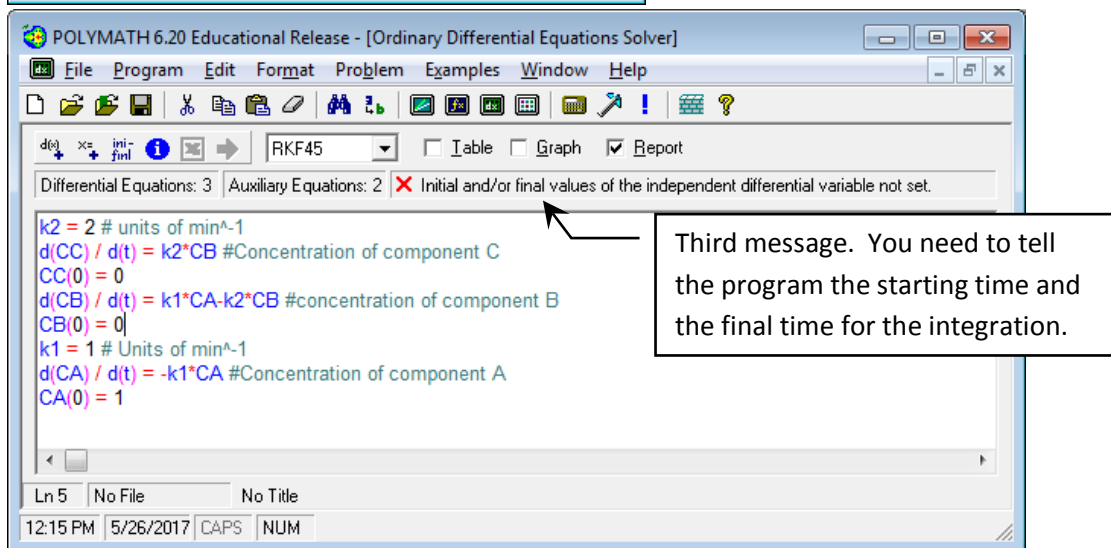 POLYMATH 6.20 Educational Release - [Ordinary Differential Equations Solver]
File Program Edit Format Problem Examples Window Help
d(x) x= ini- finl RKF45 Table Graph Report
Differential Equations: 3 Auxiliary Equations: 2 Initial and/or final values of the independent differential variable not set.
k2 = 2 # units of min^-1
d(CC) / d(t) = k2*CB #Concentration of component C
CC(0) = 0
d(CB) / d(t) = k1*CA-k2*CB #concentration of component B
CB(0) = 0
k1 = 1 # Units of min^-1
d(CA) / d(t) = -k1*CA #Concentration of component A
CA(0) = 1
Third message. You need to tell
the program the starting time and
the final time for the integration.
Ln 5 No File No Title
12:15 PM 5/26/2017 CAPS NUM